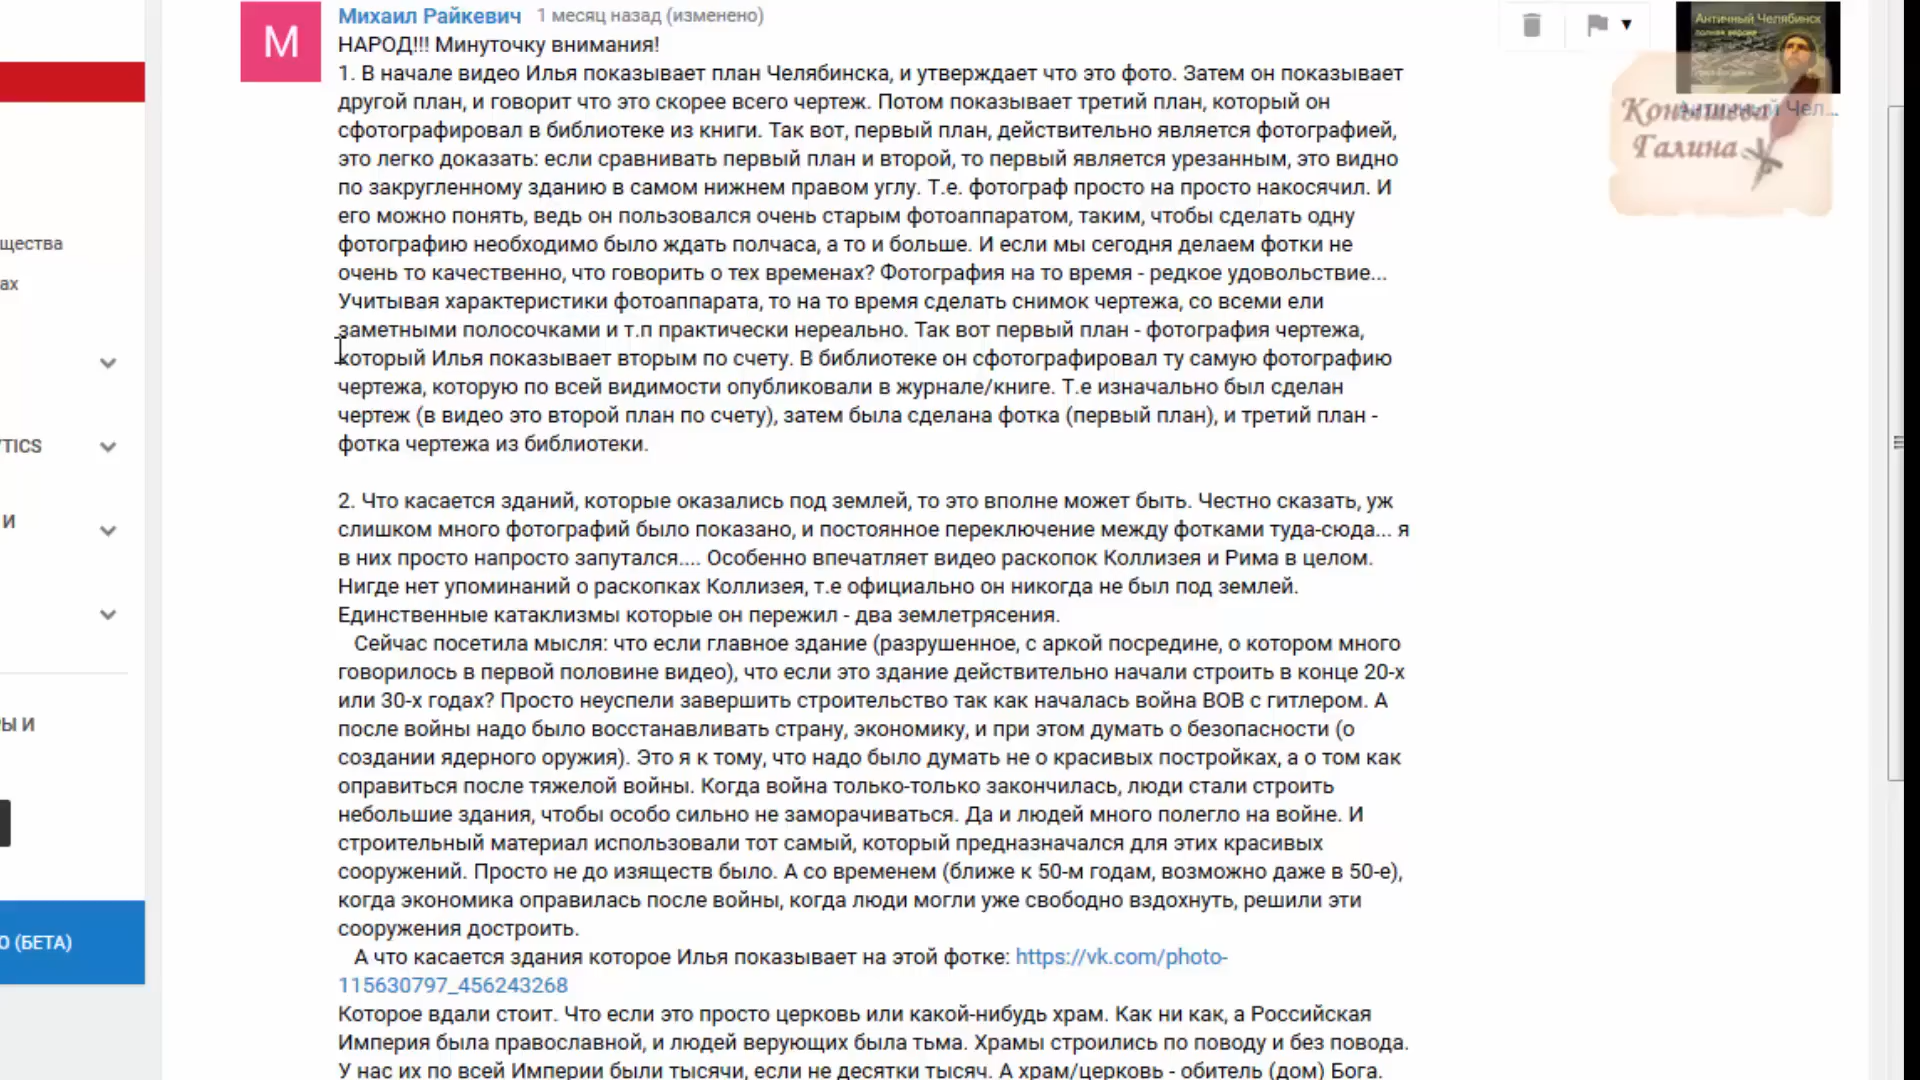 Михаил Райкевич 1 месяц назад (изменено)
НАРОД!!! Минуточку внимания!
1. В начале видео Илья показывает план Челябинска, и утверждает что это фото. Затем он показывает
другой план, и говорит что это скорее всего чертеж. Потом показывает третий план, который он
сфотографировал в библиотеке из книги. Так вот, первый план, действительно является фотографией,
это легко доказать: если сравнивать первый план и второй, то первый является урезанным, это видно
по закругленному зданию в самом нижнем правом углу. Т.е. фотограф просто на просто накосячил. И
его можно понять, ведь он пользовался очень старым фотоаппаратом, таким, чтобы сделать одну
фотографию необходимо было ждать полчаса, а то и больше. И если мы сегодня делаем фотки не
очень то качественно, что говорить о тех временах? Фотография на то время - редкое удовольствие...
Учитывая характеристики фотоаппарата, то на то время сделать снимок чертежа, со всеми ели
заметными полосочками и т.п практически нереально. Так вот первый план - фотография чертежа,
который Илья показывает вторым по счету. В библиотеке он сфотографировал ту самую фотографию
чертежа, которую по всей видимости опубликовали в журнале/книге. Т.е изначально был сделан
чертеж (в видео это второй план по счету), затем была сделана фотка (первый план), и третий план -
фотка чертежа из библиотеки.
2. Что касается зданий, которые оказались под землей, то это вполне может быть. Честно сказать, уж
слишком много фотографий было показано, и постоянное переключение между фотками туда-сюда... я
в них просто напросто запутался.... Особенно впечатляет видео раскопок Коллизея и Рима в целом.
Нигде нет упоминаний о раскопках Коллизея, т.е официально он никогда не был под землей.
Единственные катаклизмы которые он пережил - два землетрясения.
Сейчас посетила мысля: что если главное здание (разрушенное, с аркой посредине, о котором много
говорилось в первой половине видео), что если это здание действительно начали строить в конце 20-х
или 30-х годах? Просто неуспели завершить строительство так как началась война ВОВ с гитлером. А
после войны надо было восстанавливать страну, экономику, и при этом думать о безопасности (о
создании ядерного оружия). Это я к тому, что надо было думать не о красивых постройках, а о том как
оправиться после тяжелой войны. Когда война только-только закончилась, люди стали строить
небольшие здания, чтобы особо сильно не заморачиваться. Да и людей много полегло на войне. И
строительный материал использовали тот самый, который предназначался для этих красивых
сооружений. Просто не до изяществ было. А со временем (ближе к 50-м годам, возможно даже в 50-е),
когда экономика оправилась после войны, когда люди могли уже свободно вздохнуть, решили эти
сооружения достроить.
А что касается здания которое Илья показывает на этой фотке: https://vk.com/photo-
115630797_456243268
Которое вдали стоит. Что если это просто церковь или какой-нибудь храм. Как ни как, а Российская
Империя была православной, и людей верующих была тьма. Храмы строились по поводу и без повода.
У нас их по всей Империи были тысячи, если не десятки тысяч. А храм/церковь - обитель (дом) Бога.
М
щества
ах
TICS
и
Ы И
О (БЕТА)
Античный Челябинск
полная версия
Античный Чел...
Конышева
Галина